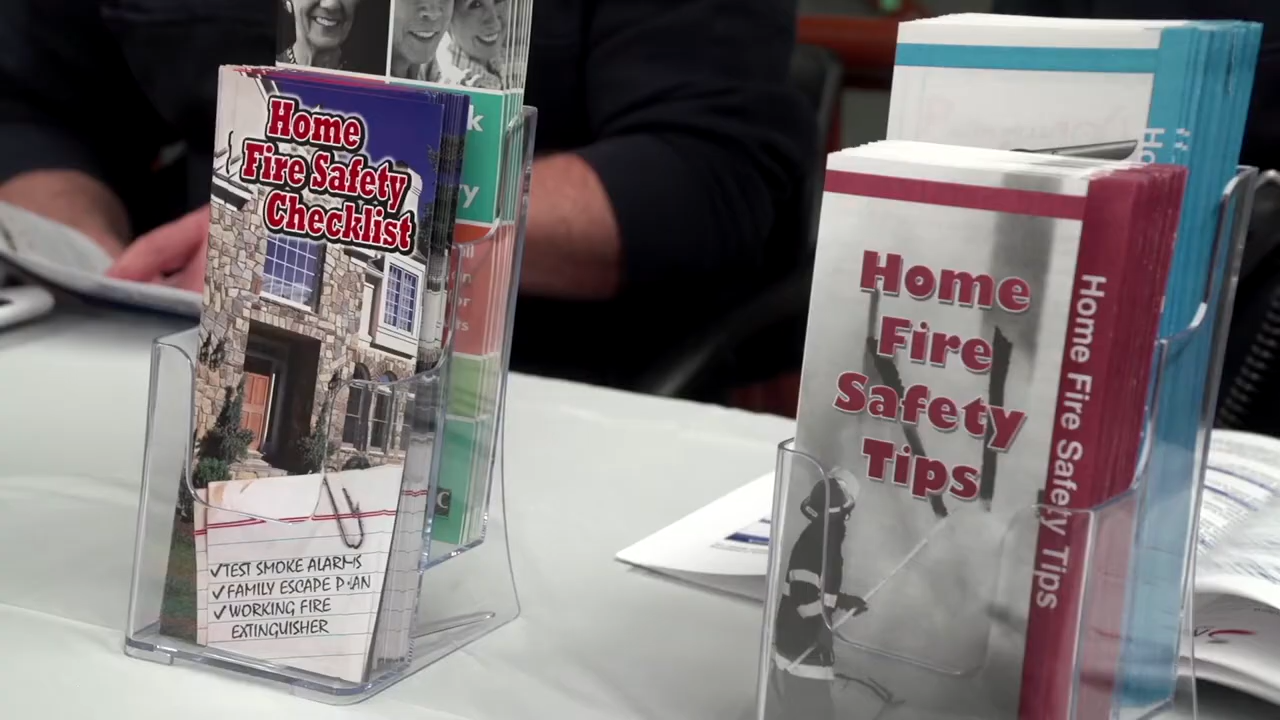 Home
Fire Safety
Checklist
✓TEST SMOKE ALARMS
✓FAMILY ESCAPE PLAN
✓WORKING FIRE
EXTINGUISHER
Home
Fire
Safety
Tips
Home Fire Safety Tips